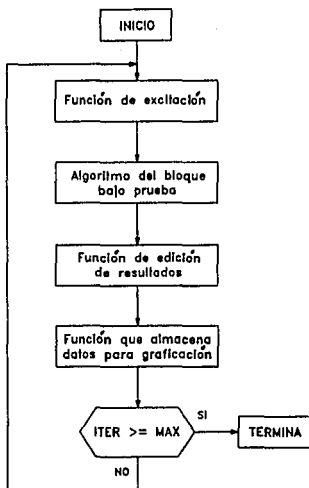 INICIO
Función de excitación
Algoritmo del bloque
bajo prueba
Función de edición
de resultados
Función que almacena
datos para graficación
ITER >= MAX
SI
TERMINA
NO